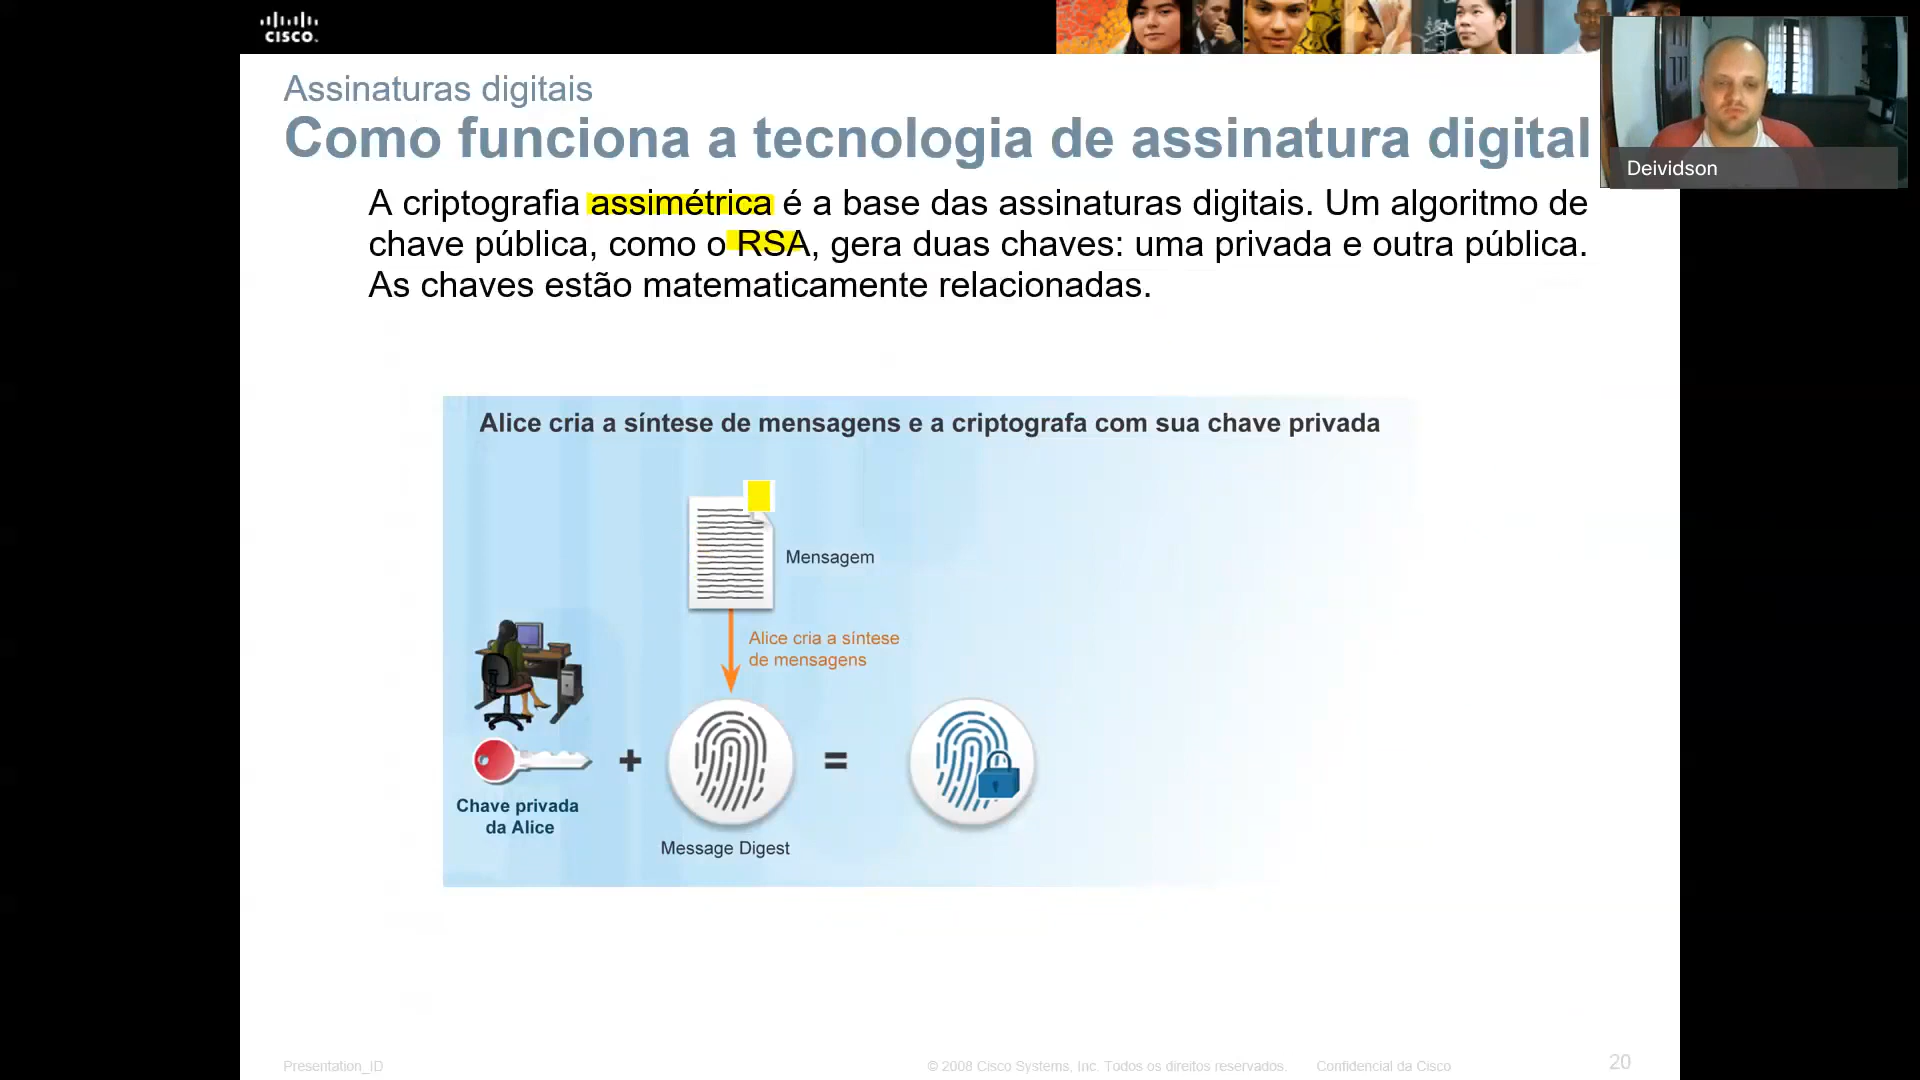 CISCO.
Assinaturas digitais
Como funciona a tecnologia de assinatura digital
Deividson
A criptografia assimétrica é a base das assinaturas digitais. Um algoritmo de
chave pública, como o RSA, gera duas chaves: uma privada e outra pública.
As chaves estão matematicamente relacionadas.
Alice cria a síntese de mensagens e a criptografa com sua chave privada
Mensagem
Alice cria a síntese
de mensagens
+
=
Chave privada
da Alice
Message Digest
Presentation_ID
© 2008 Cisco Systems, Inc. Todos os direitos reservados.
Confidencial da Cisco
20